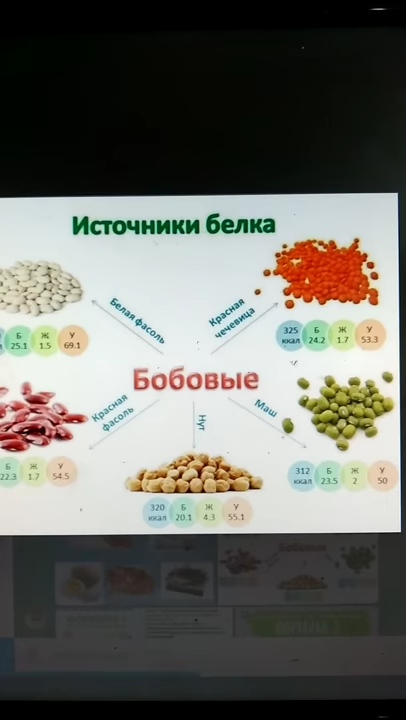 Источники белка
Белая фасоль
Красная чечевица
Б 25.1
Ж 1.5
У 69.1
325 ккал
Б 24.2
Ж 1.7
У 53.3
Бобовые
Красная фасоль
Нут
Маш
Б 22.3
Ж 1.7
У 54.5
320 ккал
Б 20.1
Ж 4.3
У 55.1
312 ккал
Б 23.5
Ж 2
У 50